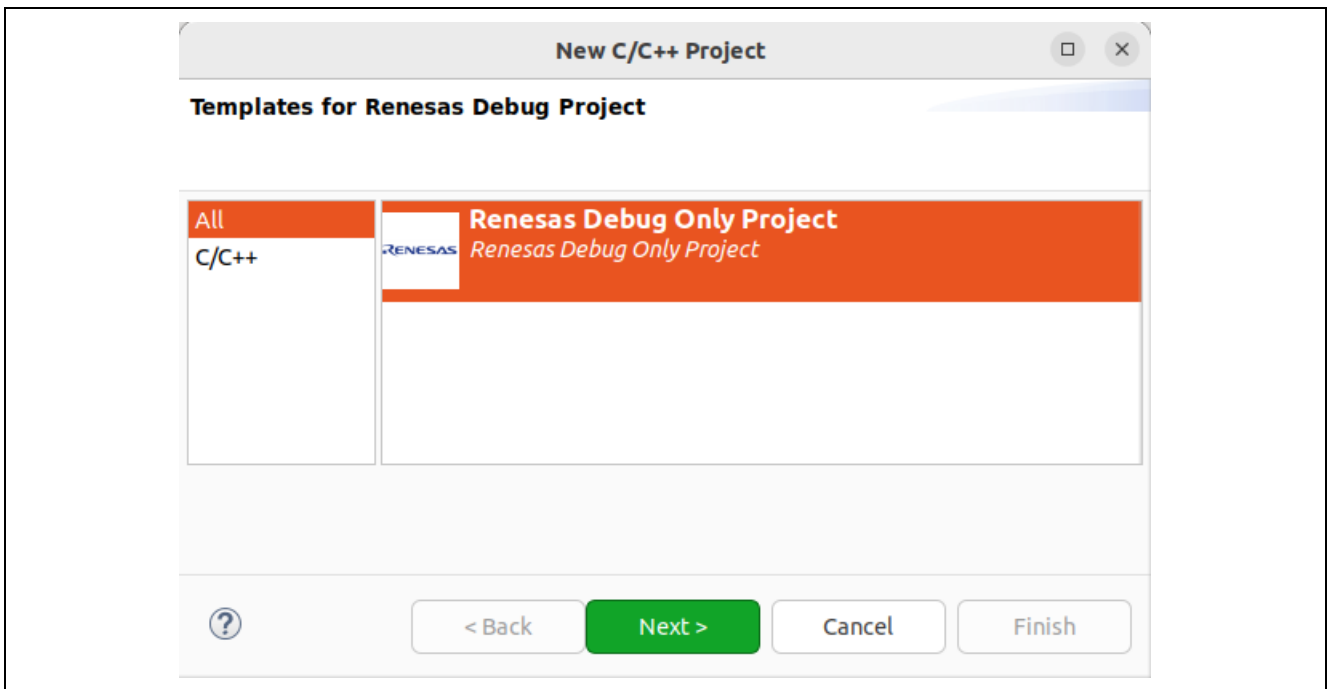 New C/C++ Project
Templates for Renesas Debug Project
All
C/C++
RENESAS
Renesas Debug Only Project
Renesas Debug Only Project
?
< Back
Next >
Cancel
Finish